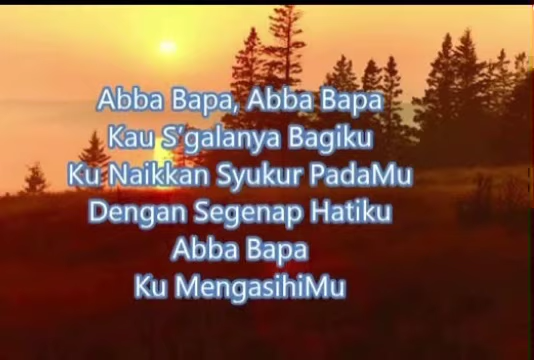 Abba Bapa, Abba Bapa
Kau S'galanya Bagiku
Ku Naikkan Syukur PadaMu
Dengan Segenap Hatiku
Abba Bapa
Ku MengasihiMu